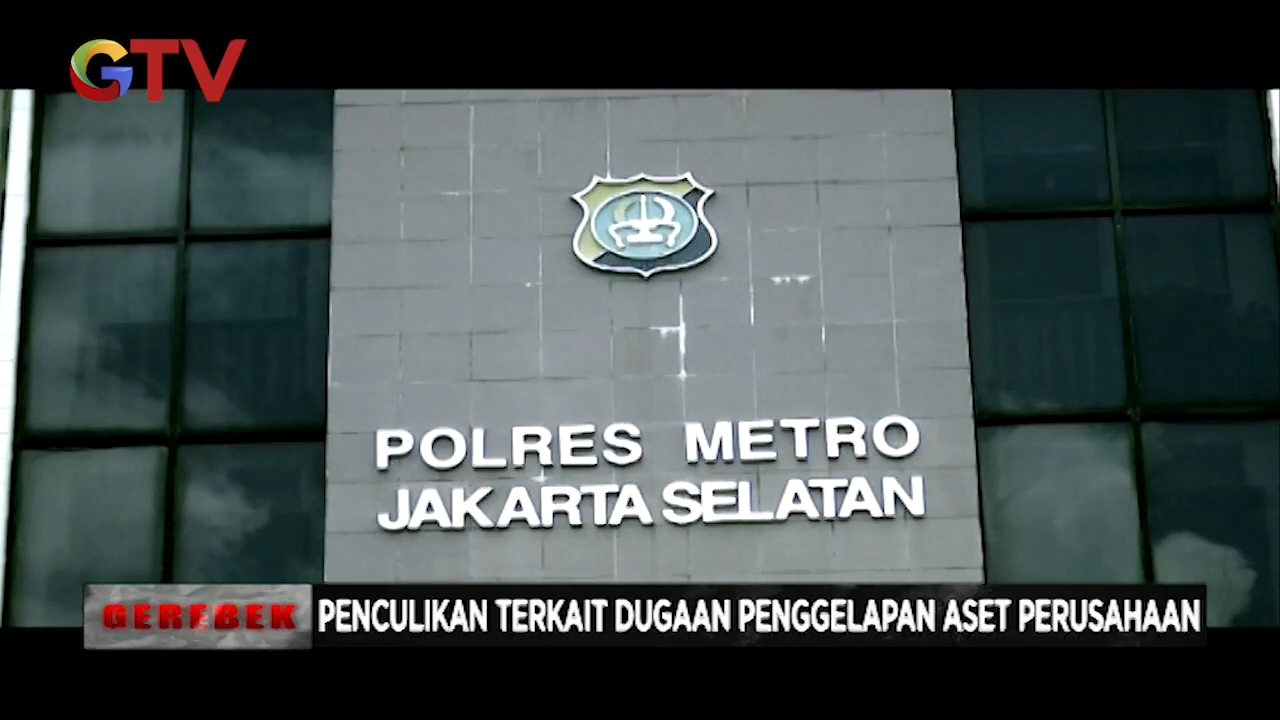 GTV
POLRES METRO
JAKARTA SELATAN
GEREBEK
PENCULIKAN TERKAIT DUGAAN PENGGELAPAN ASET PERUSAHAAN